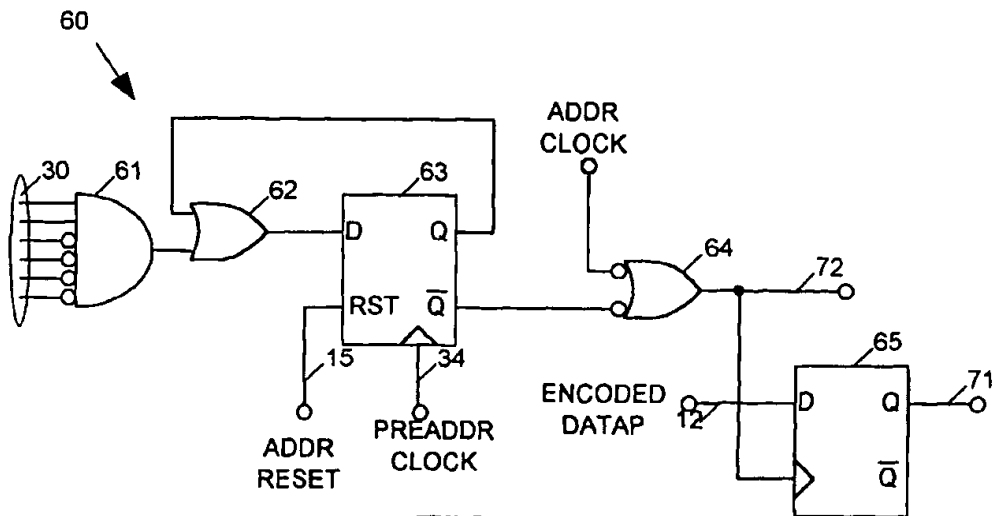 60
30
61
62
63
D
Q
RST
Q̅
15
34
ADDR
RESET
PREADDR
CLOCK
ADDR
CLOCK
64
72
65
ENCODED
DATAP
12
D
Q
Q̅
71